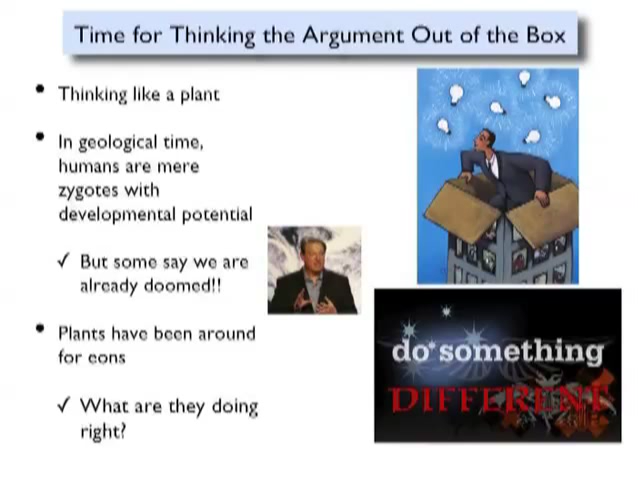 Time for Thinking the Argument Out of the Box
• Thinking like a plant
• In geological time,
humans are mere
zygotes with
developmental potential
✓ But some say we are
already doomed!!
• Plants have been around
for eons
✓ What are they doing
right?
do*something
DIFFERENT